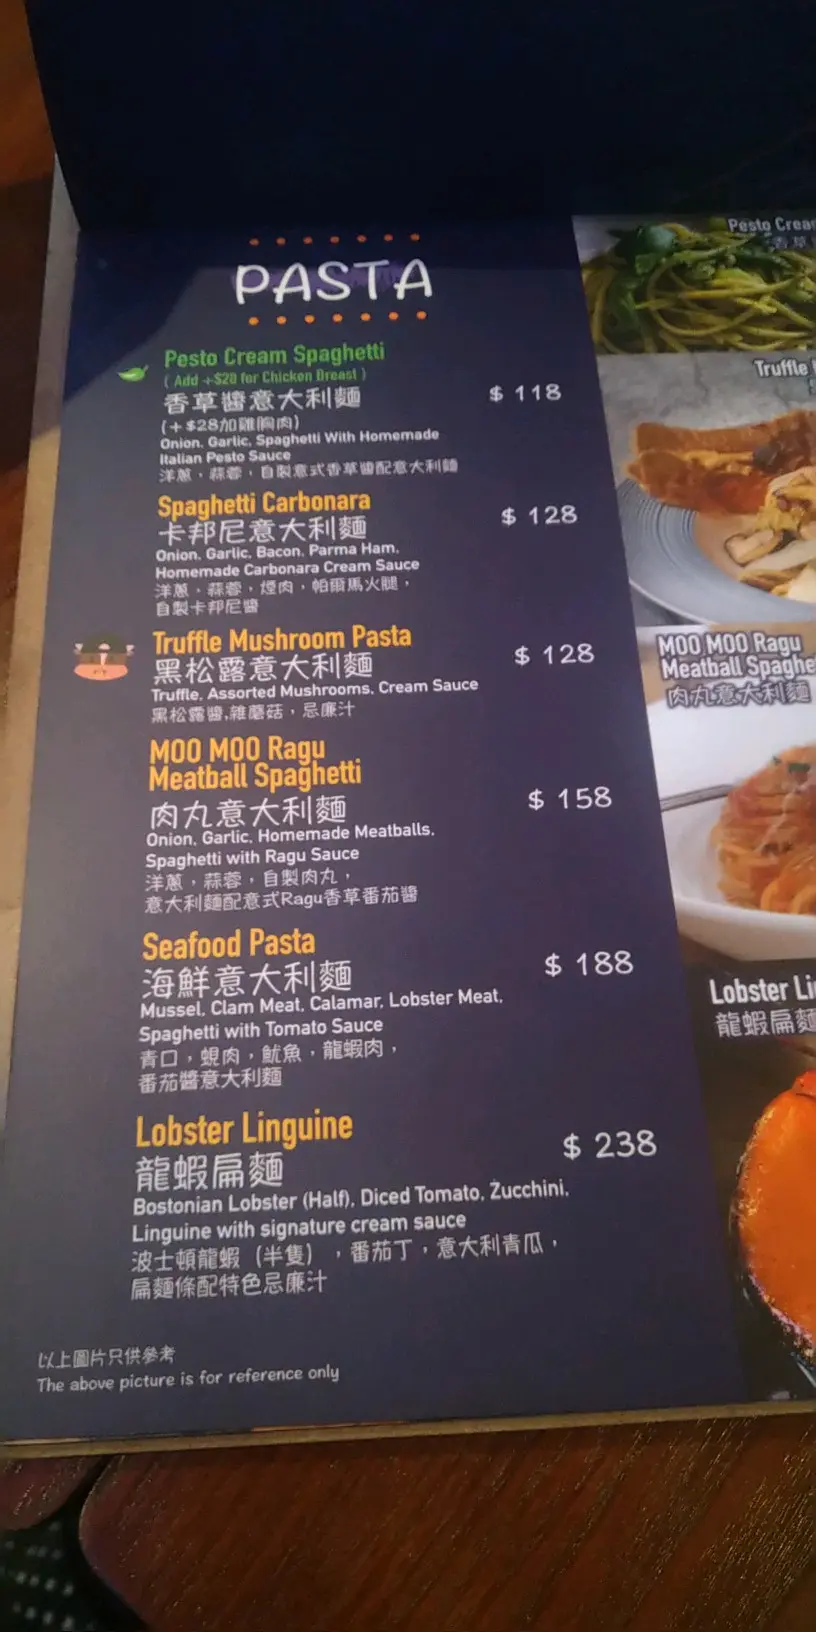 PASTA
Pesto Cream Spaghetti
( Add +$28 for Chicken Breast )
香草醬意大利麵
$ 118
(+$28加雞胸肉)
Onion, Garlic, Spaghetti With Homemade
Italian Pesto Sauce
洋蔥，蒜蓉，自製意式香草醬配意大利麵
Spaghetti Carbonara
卡邦尼意大利麵
$ 128
Onion, Garlic, Bacon, Parma Ham,
Homemade Carbonara Cream Sauce
洋蔥，蒜蓉，煙肉，帕爾馬火腿，
自製卡邦尼醬
Truffle Mushroom Pasta
黑松露意大利麵
$ 128
Truffle, Assorted Mushrooms, Cream Sauce
黑松露醬,雜蘑菇，忌廉汁
MOO MOO Ragu
Meatball Spaghetti
肉丸意大利麵
$ 158
Onion, Garlic, Homemade Meatballs,
Spaghetti with Ragu Sauce
洋蔥，蒜蓉，自製肉丸，
意大利麵配意式Ragu香草番茄醬
Seafood Pasta
海鮮意大利麵
$ 188
Mussel, Clam Meat, Calamar, Lobster Meat,
Spaghetti with Tomato Sauce
青口，蜆肉，魷魚，龍蝦肉，
番茄醬意大利麵
Lobster Linguine
龍蝦扁麵
$ 238
Bostonian Lobster (Half), Diced Tomato, Zucchini,
Linguine with signature cream sauce
波士頓龍蝦（半隻），番茄丁，意大利青瓜，
扁麵條配特色忌廉汁
以上圖片只供參考
The above picture is for reference only
Pesto Crea
香草
Truffle
MOO MOO Ragu
Meatball Spaghe
肉丸意大利麵
Lobster Li
龍蝦扁麵